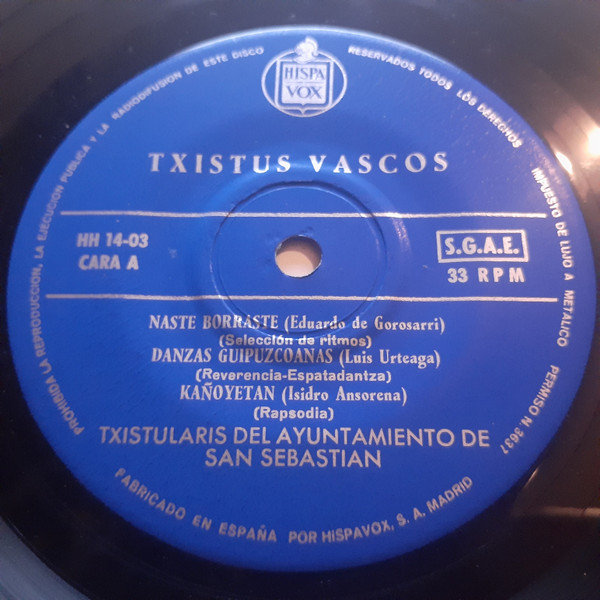 HISPA
VOX
TXISTUS VASCOS
HH 14-03
CARA A
S.G.A.E.
33 RPM
NASTE BORRASTE (Eduardo de Gorosarri)
(Selección de ritmos)
DANZAS GUIPUZCOANAS (Luis Urteaga)
(Reverencia-Espatadantza)
KAÑOYETAN (Isidro Ansorena)
(Rapsodia)
TXISTULARIS DEL AYUNTAMIENTO DE
SAN SEBASTIAN
PROHIBIDA LA REPRODUCCION, LA EJECUCION PUBLICA Y LA RADIODIFUSION DE ESTE DISCO
RESERVADOS TODOS LOS DERECHOS
IMPUESTO DE LUJO A METALICO PERMISO N 3631
FABRICADO EN ESPAÑA POR HISPAVOX, S. A. MADRID